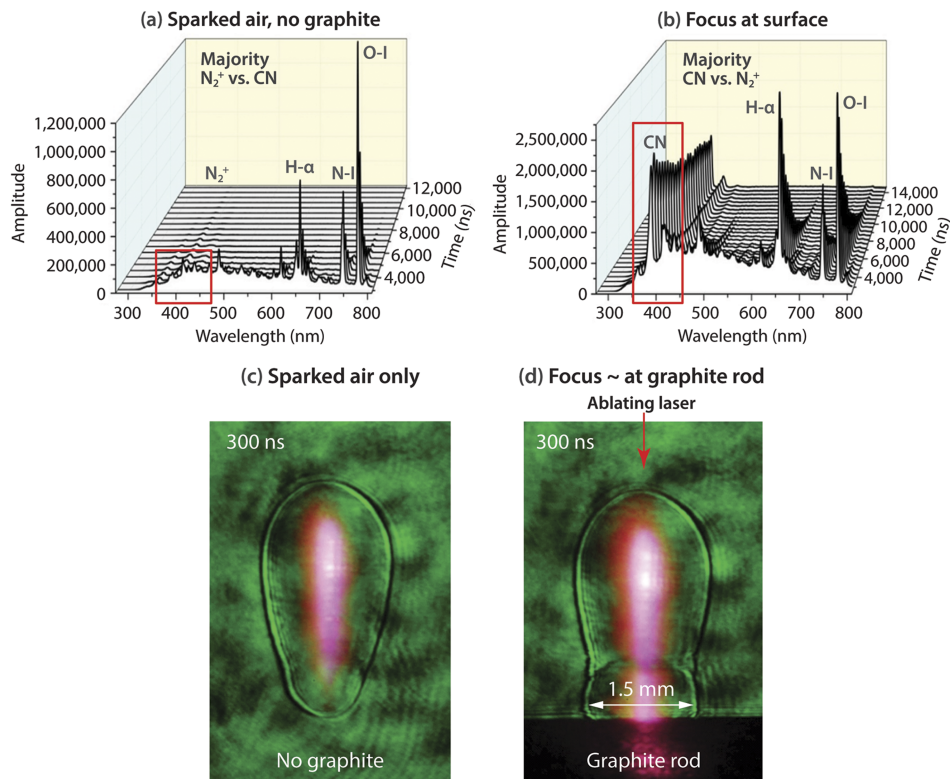 (a) Sparked air, no graphite
Majority
N₂⁺ vs. CN
O-I
N₂⁺
H-α
N-I
1,200,000
1,000,000
800,000
600,000
400,000
200,000
0
Amplitude
300 400 500 600 700 800
Wavelength (nm)
12,000
10,000
8,000
6,000
4,000
Time (ns)
(b) Focus at surface
Majority
CN vs. N₂⁺
H-α
O-I
CN
N-I
2,500,000
2,000,000
1,500,000
1,000,000
500,000
0
Amplitude
300 400 500 600 700 800
Wavelength (nm)
14,000
12,000
10,000
8,000
6,000
4,000
Time (ns)
(c) Sparked air only
300 ns
No graphite
(d) Focus ~ at graphite rod
Ablating laser
300 ns
1.5 mm
Graphite rod